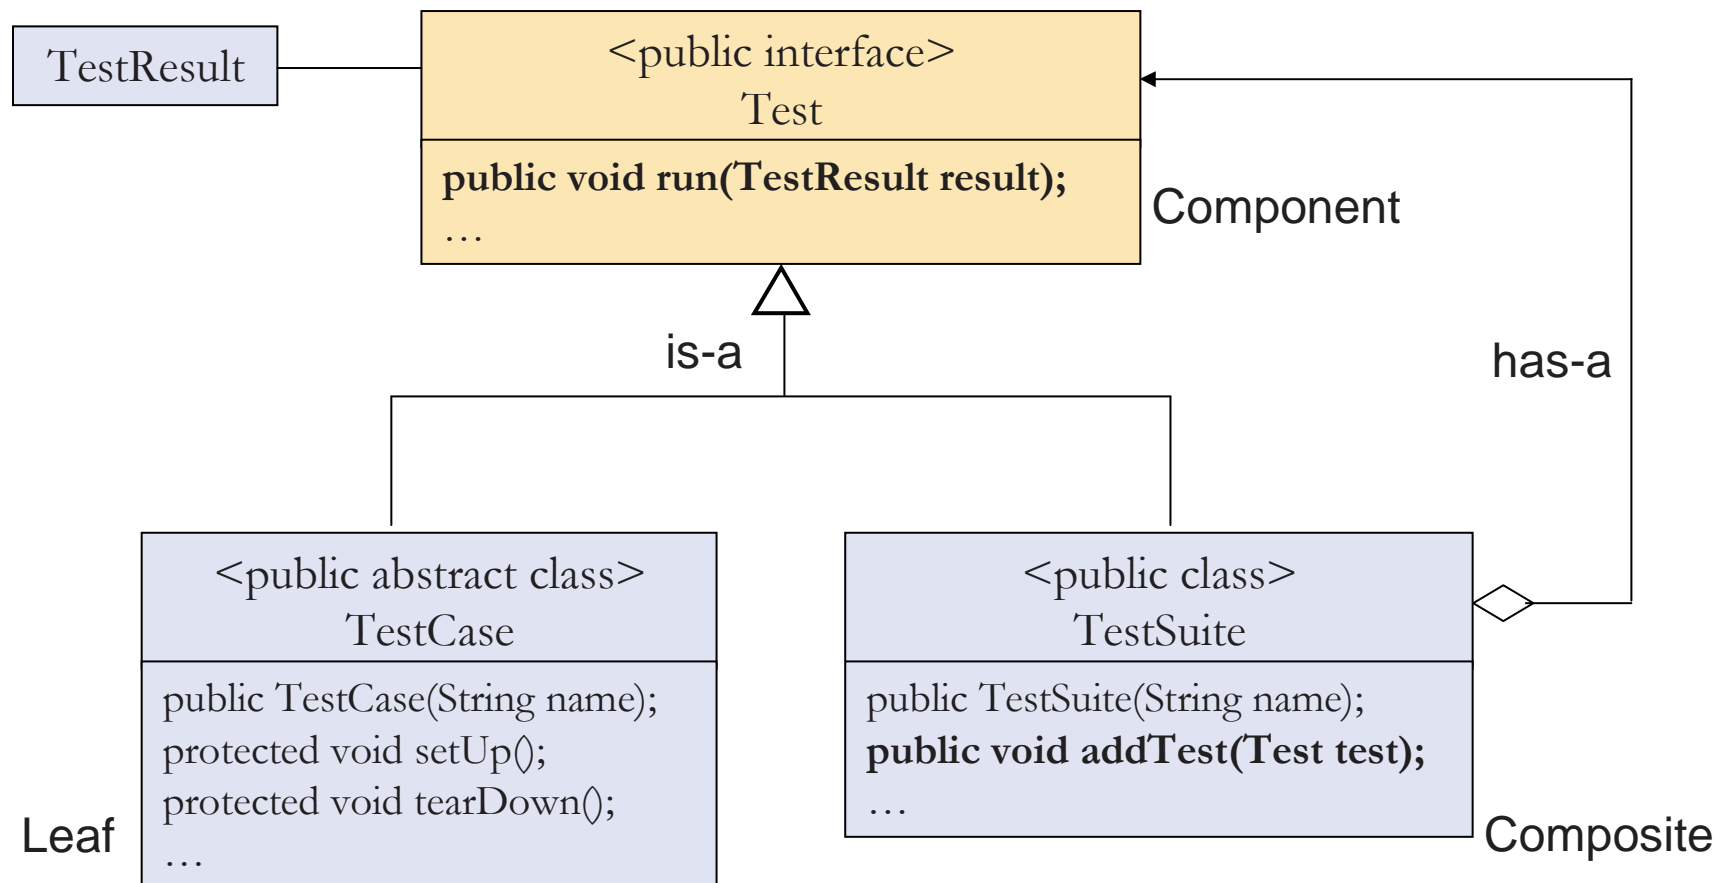 TestResult
<public interface>
Test
public void run(TestResult result);
…
Component
is-a
has-a
<public abstract class>
TestCase
public TestCase(String name);
protected void setUp();
protected void tearDown();
…
Leaf
<public class>
TestSuite
public TestSuite(String name);
public void addTest(Test test);
…
Composite